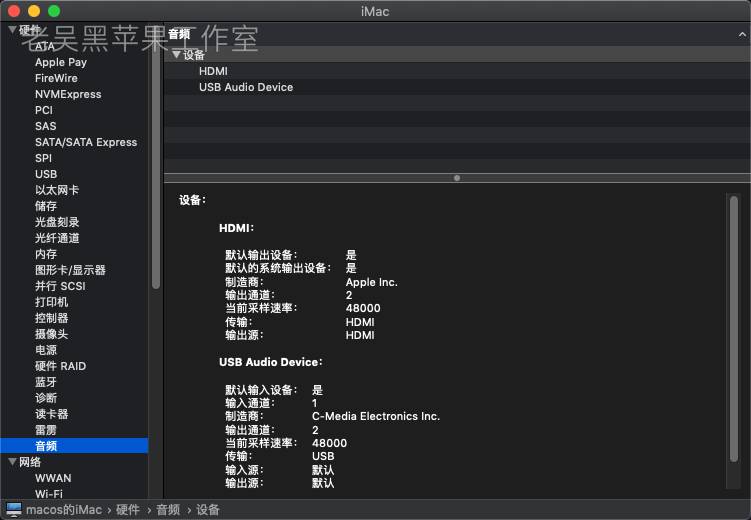 iMac
老吴黑苹果工作室
硬件
ATA
Apple Pay
FireWire
NVMExpress
PCI
SAS
SATA/SATA Express
SPI
USB
以太网卡
储存
光盘刻录
光纤通道
内存
图形卡/显示器
并行 SCSI
打印机
控制器
摄像头
电源
硬件 RAID
蓝牙
诊断
读卡器
雷雳
音频
网络
WWAN
Wi-Fi
音频
设备
HDMI
USB Audio Device
设备：
HDMI：
默认输出设备： 是
默认的系统输出设备： 是
制造商： Apple Inc.
输出通道： 2
当前采样速率： 48000
传输： HDMI
输出源： HDMI
USB Audio Device：
默认输入设备： 是
输入通道： 1
制造商： C-Media Electronics Inc.
输出通道： 2
当前采样速率： 48000
传输： USB
输入源： 默认
输出源： 默认
macos的iMac › 硬件 › 音频 › 设备